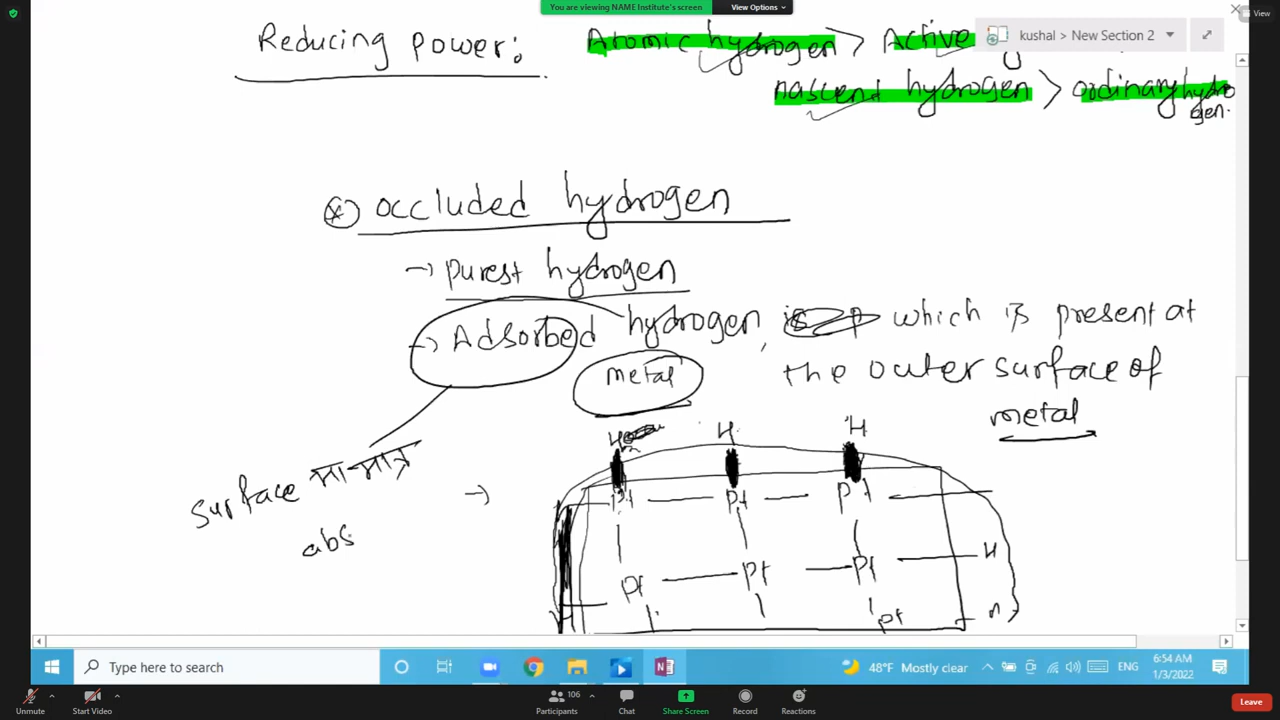 You are viewing NAME Institute's screen View Options
View
kushal > New Section 2
Reducing power:
Atomic hydrogen > Active
nascent hydrogen > ordinary hydro
gen.
occluded hydrogen
→ purest hydrogen
→ Adsorbed hydrogen, which is present at
the outer surface of
metal
metal
H H H
surface मा-मात्र
→ Pt Pt Pt
abs
Pt Pt Pt H
H Pt
Type here to search
48°F Mostly clear
ENG
6:54 AM
1/3/2022
Unmute
Start Video
106
Participants
Chat
Share Screen
Record
Reactions
Leave